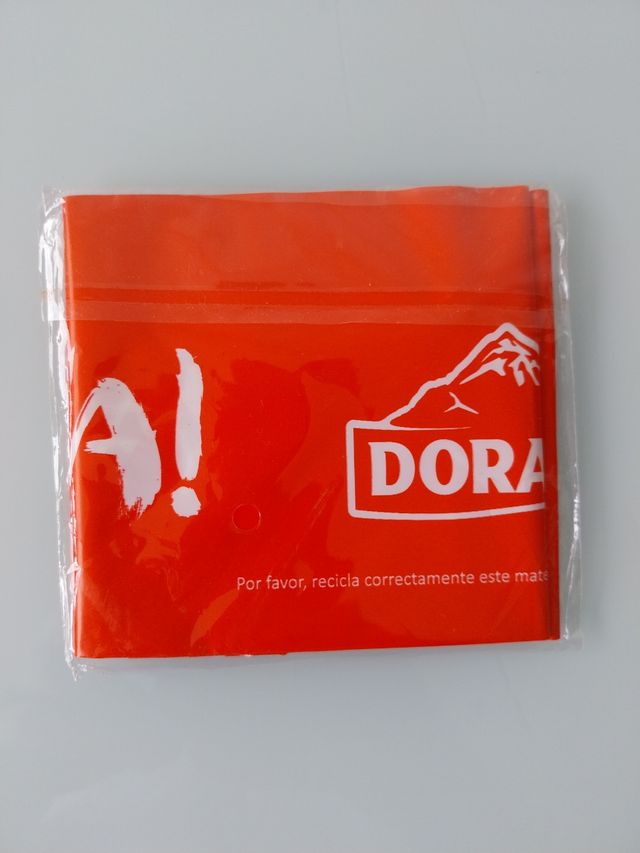 A!
DORA
Por favor, recicla correctamente este mate